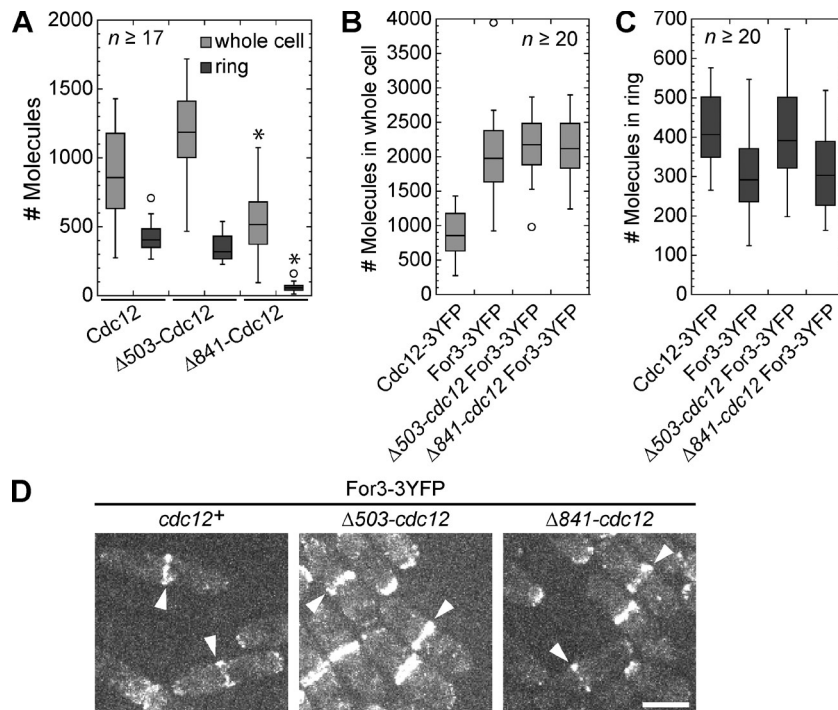 A
n ≥ 17
whole cell
ring
# Molecules
2000
1500
1000
500
0
Cdc12
Δ503-Cdc12
Δ841-Cdc12
*
*
B
n ≥ 20
# Molecules in whole cell
4000
3500
3000
2500
2000
1500
1000
500
0
Cdc12-3YFP
For3-3YFP
Δ503-cdc12 For3-3YFP
Δ841-cdc12 For3-3YFP
C
n ≥ 20
# Molecules in ring
700
600
500
400
300
200
100
0
Cdc12-3YFP
For3-3YFP
Δ503-cdc12 For3-3YFP
Δ841-cdc12 For3-3YFP
D
For3-3YFP
cdc12+
Δ503-cdc12
Δ841-cdc12